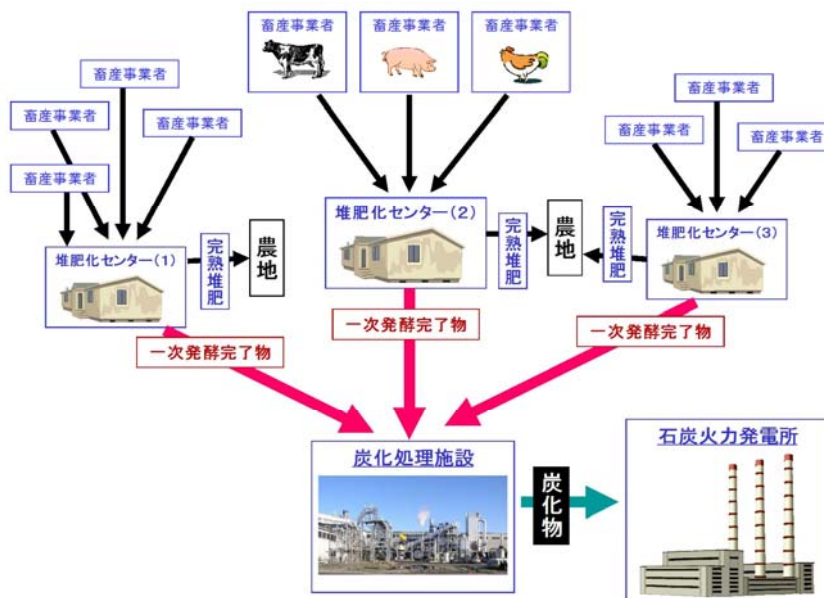 畜産事業者
畜産事業者
畜産事業者
畜産事業者
畜産事業者
畜産事業者
畜産事業者
畜産事業者
畜産事業者
畜産事業者
堆肥化センター(1)
完熟堆肥
農地
堆肥化センター(2)
完熟堆肥
農地
完熟堆肥
堆肥化センター(3)
一次発酵完了物
一次発酵完了物
一次発酵完了物
炭化処理施設
炭化物
石炭火力発電所